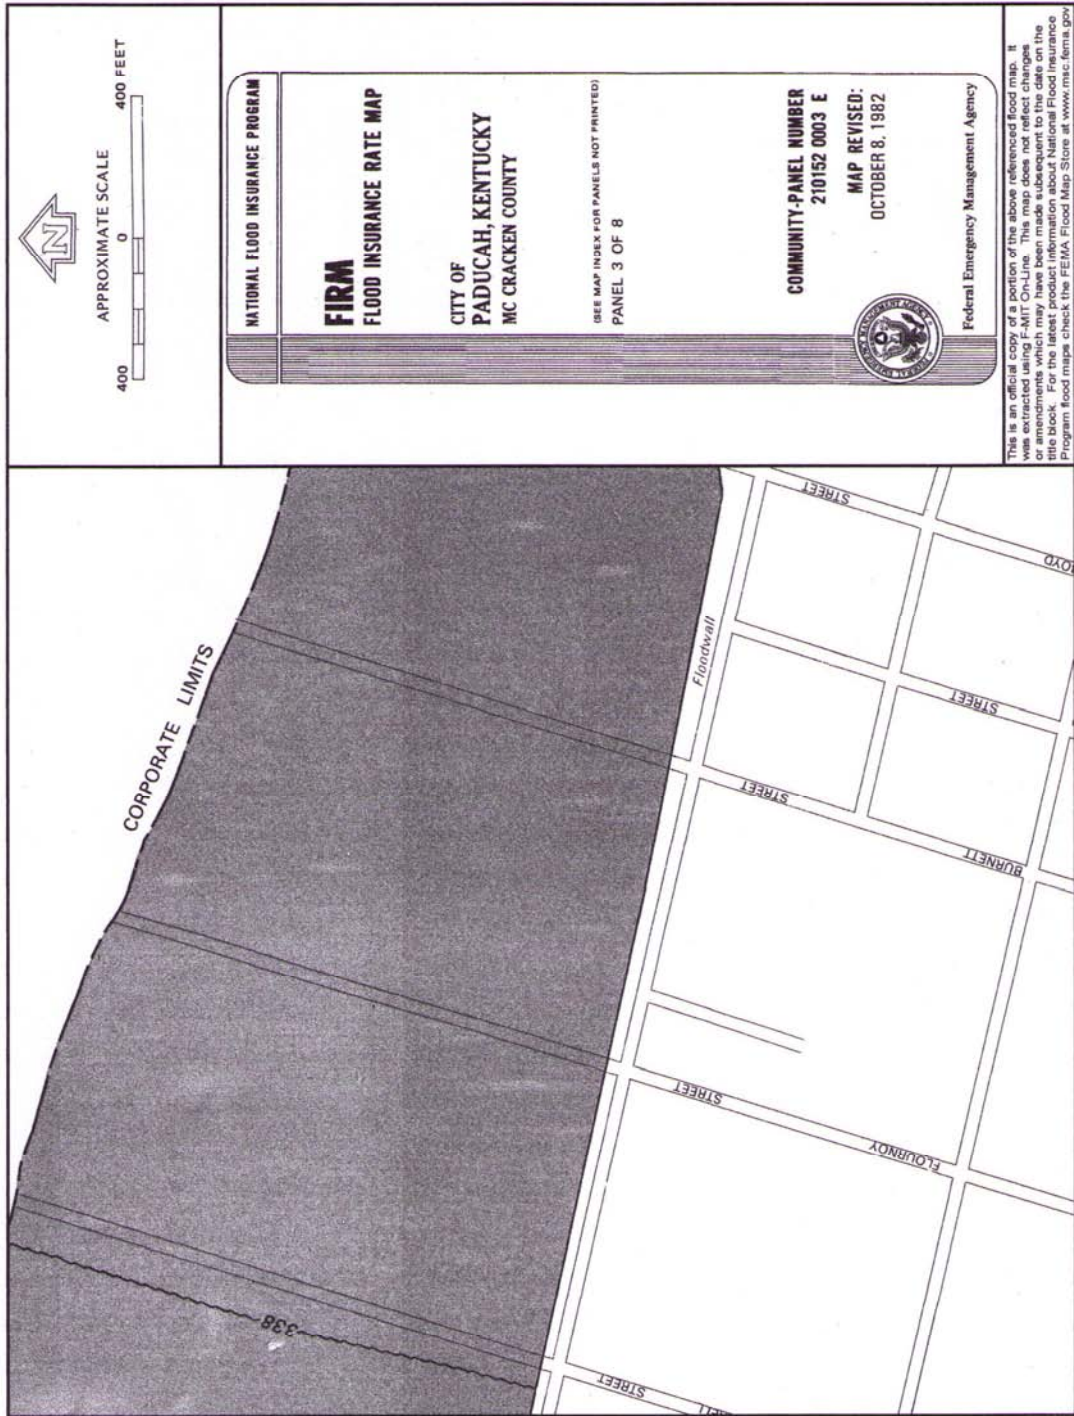 APPROXIMATE SCALE
400 0 400 FEET
N
NATIONAL FLOOD INSURANCE PROGRAM
FIRM
FLOOD INSURANCE RATE MAP
CITY OF
PADUCAH, KENTUCKY
MC CRACKEN COUNTY
(SEE MAP INDEX FOR PANELS NOT PRINTED)
PANEL 3 OF 8
COMMUNITY-PANEL NUMBER
210152 0003 E
MAP REVISED:
OCTOBER 8, 1982
FEDERAL EMERGENCY MANAGEMENT AGENCY
Federal Emergency Management Agency
This is an official copy of a portion of the above referenced flood map. It
was extracted using F-MIT On-Line. This map does not reflect changes
or amendments which may have been made subsequent to the date on the
title block. For the latest product information about National Flood Insurance
Program flood maps check the FEMA Flood Map Store at www.msc.fema.gov
CORPORATE LIMITS
338
Floodwall
STREET
OYD
STREET
STREET
BURNETT
STREET
FLOURNOY
STREET
ELL